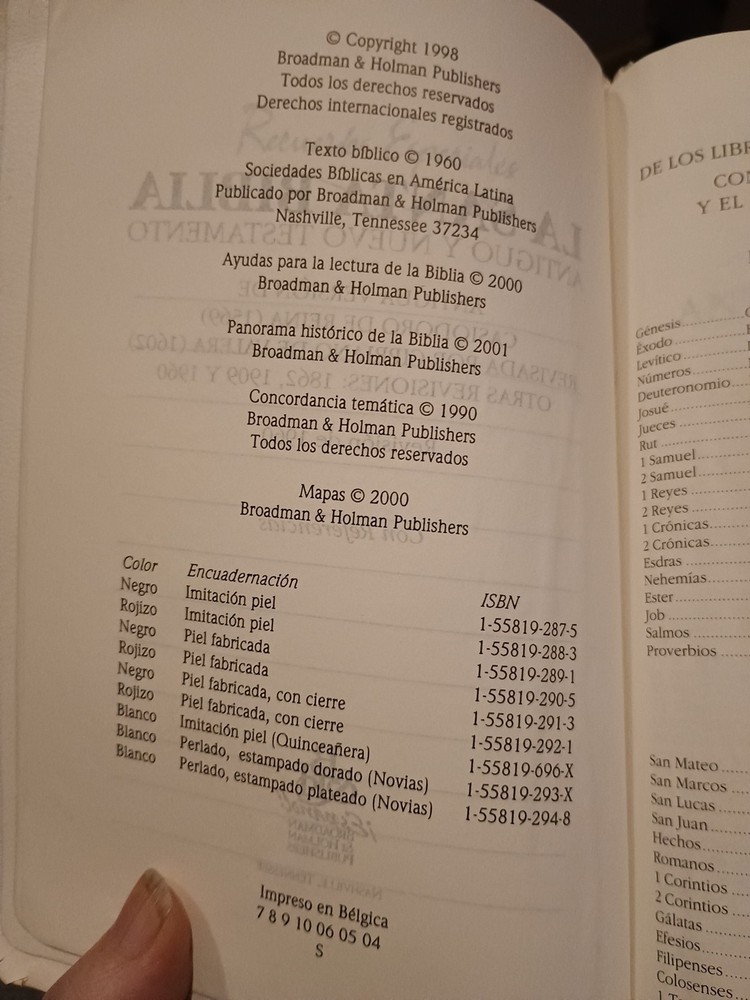 © Copyright 1998
Broadman & Holman Publishers
Todos los derechos reservados
Derechos internacionales registrados
Texto bíblico © 1960
Sociedades Bíblicas en América Latina
Publicado por Broadman & Holman Publishers
Nashville, Tennessee 37234
Ayudas para la lectura de la Biblia © 2000
Broadman & Holman Publishers
Panorama histórico de la Biblia © 2001
Broadman & Holman Publishers
Concordancia temática © 1990
Broadman & Holman Publishers
Todos los derechos reservados
Mapas © 2000
Broadman & Holman Publishers
Color Encuadernación ISBN
Negro Imitación piel 1-55819-287-5
Rojizo Imitación piel 1-55819-288-3
Negro Piel fabricada 1-55819-289-1
Rojizo Piel fabricada 1-55819-290-5
Negro Piel fabricada, con cierre 1-55819-291-3
Rojizo Piel fabricada, con cierre 1-55819-292-1
Blanco Imitación piel (Quinceañera) 1-55819-696-X
Blanco Perlado, estampado dorado (Novias) 1-55819-293-X
Blanco Perlado, estampado plateado (Novias) 1-55819-294-8
Impreso en Bélgica
7 8 9 10 06 05 04
S
DE LOS
Y EL
Génesis
Éxodo
Levítico
Números
Deuteronomio
Josué
Jueces
Rut
1 Samuel
2 Samuel
1 Reyes
2 Reyes
1 Crónicas
2 Crónicas
Esdras
Nehemías
Ester
Job
Salmos
Proverbios
San Mateo
San Marcos
San Lucas
San Juan
Hechos
Romanos
1 Corintios
2 Corintios
Gálatas
Efesios
Filipenses
Colosenses